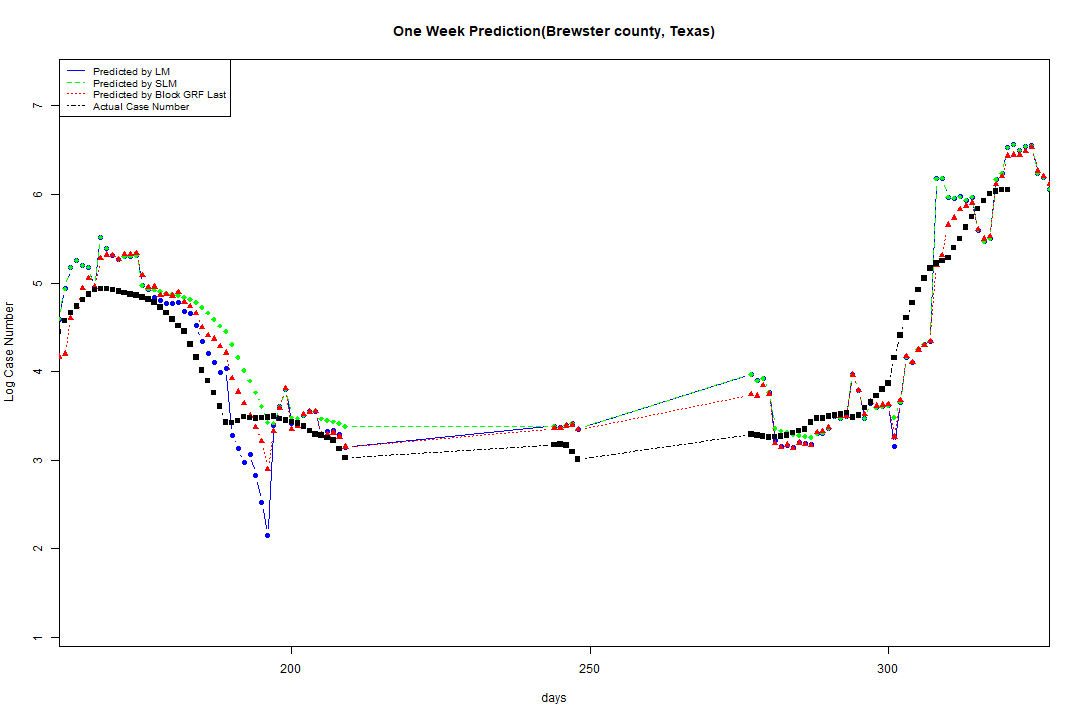 One Week Prediction(Brewster county, Texas)
Predicted by LM
Predicted by SLM
Predicted by Block GRF Last
Actual Case Number
7
6
5
4
3
2
1
Log Case Number
200
250
300
days